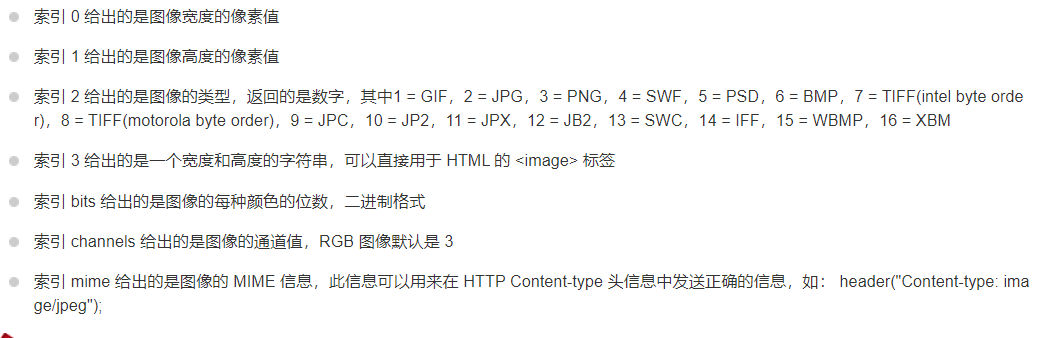 索引 0 给出的是图像宽度的像素值
索引 1 给出的是图像高度的像素值
索引 2 给出的是图像的类型，返回的是数字，其中1 = GIF，2 = JPG，3 = PNG，4 = SWF，5 = PSD，6 = BMP，7 = TIFF(intel byte orde
r)，8 = TIFF(motorola byte order)，9 = JPC，10 = JP2，11 = JPX，12 = JB2，13 = SWC，14 = IFF，15 = WBMP，16 = XBM
索引 3 给出的是一个宽度和高度的字符串，可以直接用于 HTML 的 <image> 标签
索引 bits 给出的是图像的每种颜色的位数，二进制格式
索引 channels 给出的是图像的通道值，RGB 图像默认是 3
索引 mime 给出的是图像的 MIME 信息，此信息可以用来在 HTTP Content-type 头信息中发送正确的信息，如： header("Content-type: ima
ge/jpeg");